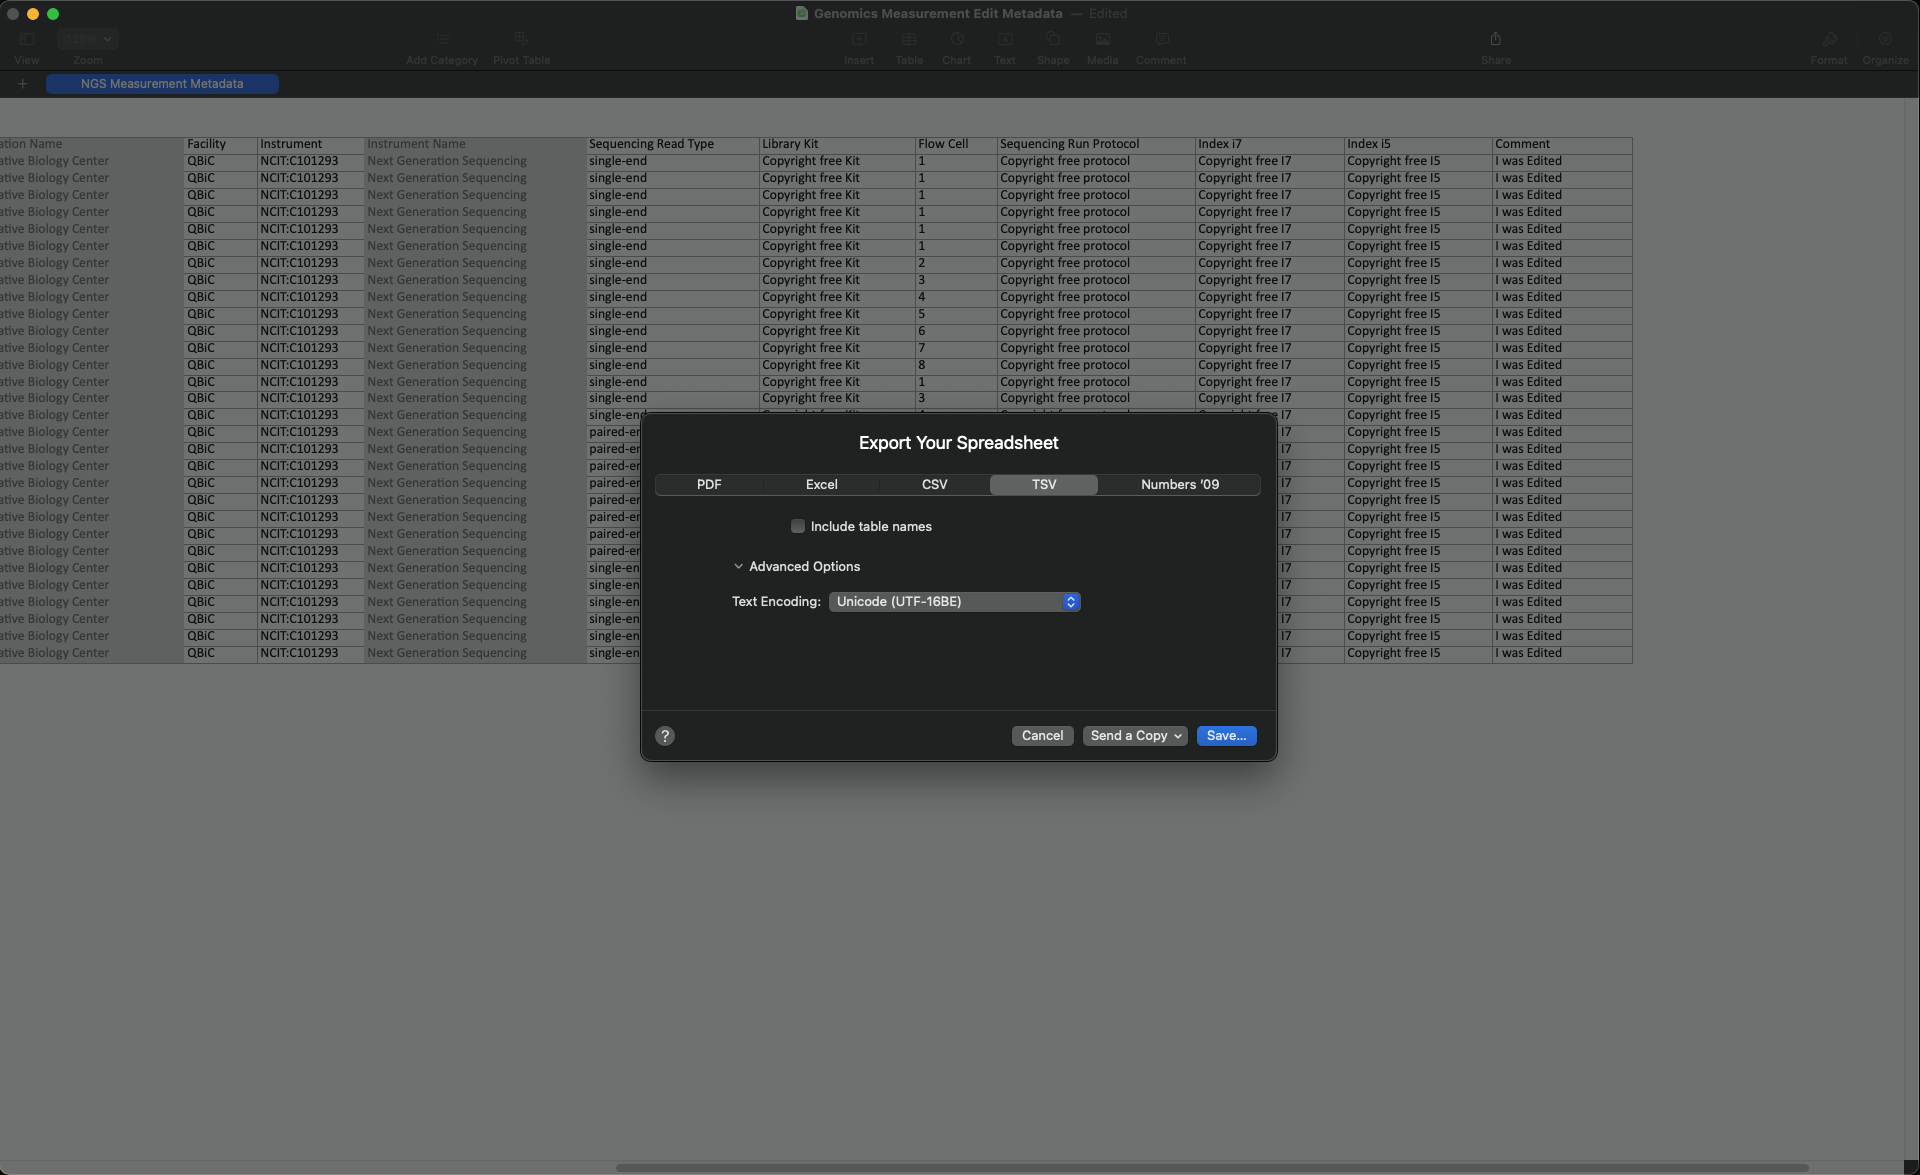 Genomics Measurement Edit Metadata — Edited
125%
View Zoom Add Category Pivot Table Insert Table Chart Text Shape Media Comment Share Format Organize
+ NGS Measurement Metadata
ation Name Facility Instrument Instrument Name Sequencing Read Type Library Kit Flow Cell Sequencing Run Protocol Index i7 Index i5 Comment
ative Biology Center QBiC NCIT:C101293 Next Generation Sequencing single-end Copyright free Kit 1 Copyright free protocol Copyright free I7 Copyright free I5 I was Edited
ative Biology Center QBiC NCIT:C101293 Next Generation Sequencing single-end Copyright free Kit 1 Copyright free protocol Copyright free I7 Copyright free I5 I was Edited
ative Biology Center QBiC NCIT:C101293 Next Generation Sequencing single-end Copyright free Kit 1 Copyright free protocol Copyright free I7 Copyright free I5 I was Edited
ative Biology Center QBiC NCIT:C101293 Next Generation Sequencing single-end Copyright free Kit 1 Copyright free protocol Copyright free I7 Copyright free I5 I was Edited
ative Biology Center QBiC NCIT:C101293 Next Generation Sequencing single-end Copyright free Kit 1 Copyright free protocol Copyright free I7 Copyright free I5 I was Edited
ative Biology Center QBiC NCIT:C101293 Next Generation Sequencing single-end Copyright free Kit 1 Copyright free protocol Copyright free I7 Copyright free I5 I was Edited
ative Biology Center QBiC NCIT:C101293 Next Generation Sequencing single-end Copyright free Kit 2 Copyright free protocol Copyright free I7 Copyright free I5 I was Edited
ative Biology Center QBiC NCIT:C101293 Next Generation Sequencing single-end Copyright free Kit 3 Copyright free protocol Copyright free I7 Copyright free I5 I was Edited
ative Biology Center QBiC NCIT:C101293 Next Generation Sequencing single-end Copyright free Kit 4 Copyright free protocol Copyright free I7 Copyright free I5 I was Edited
ative Biology Center QBiC NCIT:C101293 Next Generation Sequencing single-end Copyright free Kit 5 Copyright free protocol Copyright free I7 Copyright free I5 I was Edited
ative Biology Center QBiC NCIT:C101293 Next Generation Sequencing single-end Copyright free Kit 6 Copyright free protocol Copyright free I7 Copyright free I5 I was Edited
ative Biology Center QBiC NCIT:C101293 Next Generation Sequencing single-end Copyright free Kit 7 Copyright free protocol Copyright free I7 Copyright free I5 I was Edited
ative Biology Center QBiC NCIT:C101293 Next Generation Sequencing single-end Copyright free Kit 8 Copyright free protocol Copyright free I7 Copyright free I5 I was Edited
ative Biology Center QBiC NCIT:C101293 Next Generation Sequencing single-end Copyright free Kit 1 Copyright free protocol Copyright free I7 Copyright free I5 I was Edited
ative Biology Center QBiC NCIT:C101293 Next Generation Sequencing single-end Copyright free Kit 3 Copyright free protocol Copyright free I7 Copyright free I5 I was Edited
ative Biology Center QBiC NCIT:C101293 Next Generation Sequencing single-end I7 Copyright free I5 I was Edited
ative Biology Center QBiC NCIT:C101293 Next Generation Sequencing paired-er I7 Copyright free I5 I was Edited
ative Biology Center QBiC NCIT:C101293 Next Generation Sequencing paired-er I7 Copyright free I5 I was Edited
ative Biology Center QBiC NCIT:C101293 Next Generation Sequencing paired-er I7 Copyright free I5 I was Edited
ative Biology Center QBiC NCIT:C101293 Next Generation Sequencing paired-er I7 Copyright free I5 I was Edited
ative Biology Center QBiC NCIT:C101293 Next Generation Sequencing paired-er I7 Copyright free I5 I was Edited
ative Biology Center QBiC NCIT:C101293 Next Generation Sequencing paired-er I7 Copyright free I5 I was Edited
ative Biology Center QBiC NCIT:C101293 Next Generation Sequencing paired-er I7 Copyright free I5 I was Edited
ative Biology Center QBiC NCIT:C101293 Next Generation Sequencing paired-er I7 Copyright free I5 I was Edited
ative Biology Center QBiC NCIT:C101293 Next Generation Sequencing single-en I7 Copyright free I5 I was Edited
ative Biology Center QBiC NCIT:C101293 Next Generation Sequencing single-en I7 Copyright free I5 I was Edited
ative Biology Center QBiC NCIT:C101293 Next Generation Sequencing single-en I7 Copyright free I5 I was Edited
ative Biology Center QBiC NCIT:C101293 Next Generation Sequencing single-en I7 Copyright free I5 I was Edited
ative Biology Center QBiC NCIT:C101293 Next Generation Sequencing single-en I7 Copyright free I5 I was Edited
ative Biology Center QBiC NCIT:C101293 Next Generation Sequencing single-en I7 Copyright free I5 I was Edited
Export Your Spreadsheet
PDF Excel CSV TSV Numbers '09
Include table names
Advanced Options
Text Encoding: Unicode (UTF-16BE)
? Cancel Send a Copy Save...